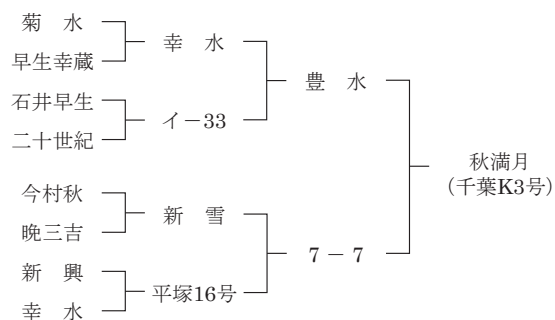 菊　水
早生幸蔵
幸　水
石井早生
二十世紀
イ－33
豊　水
今村秋
晩三吉
新　雪
新　興
幸　水
平塚16号
7 － 7
秋満月
（千葉K3号）